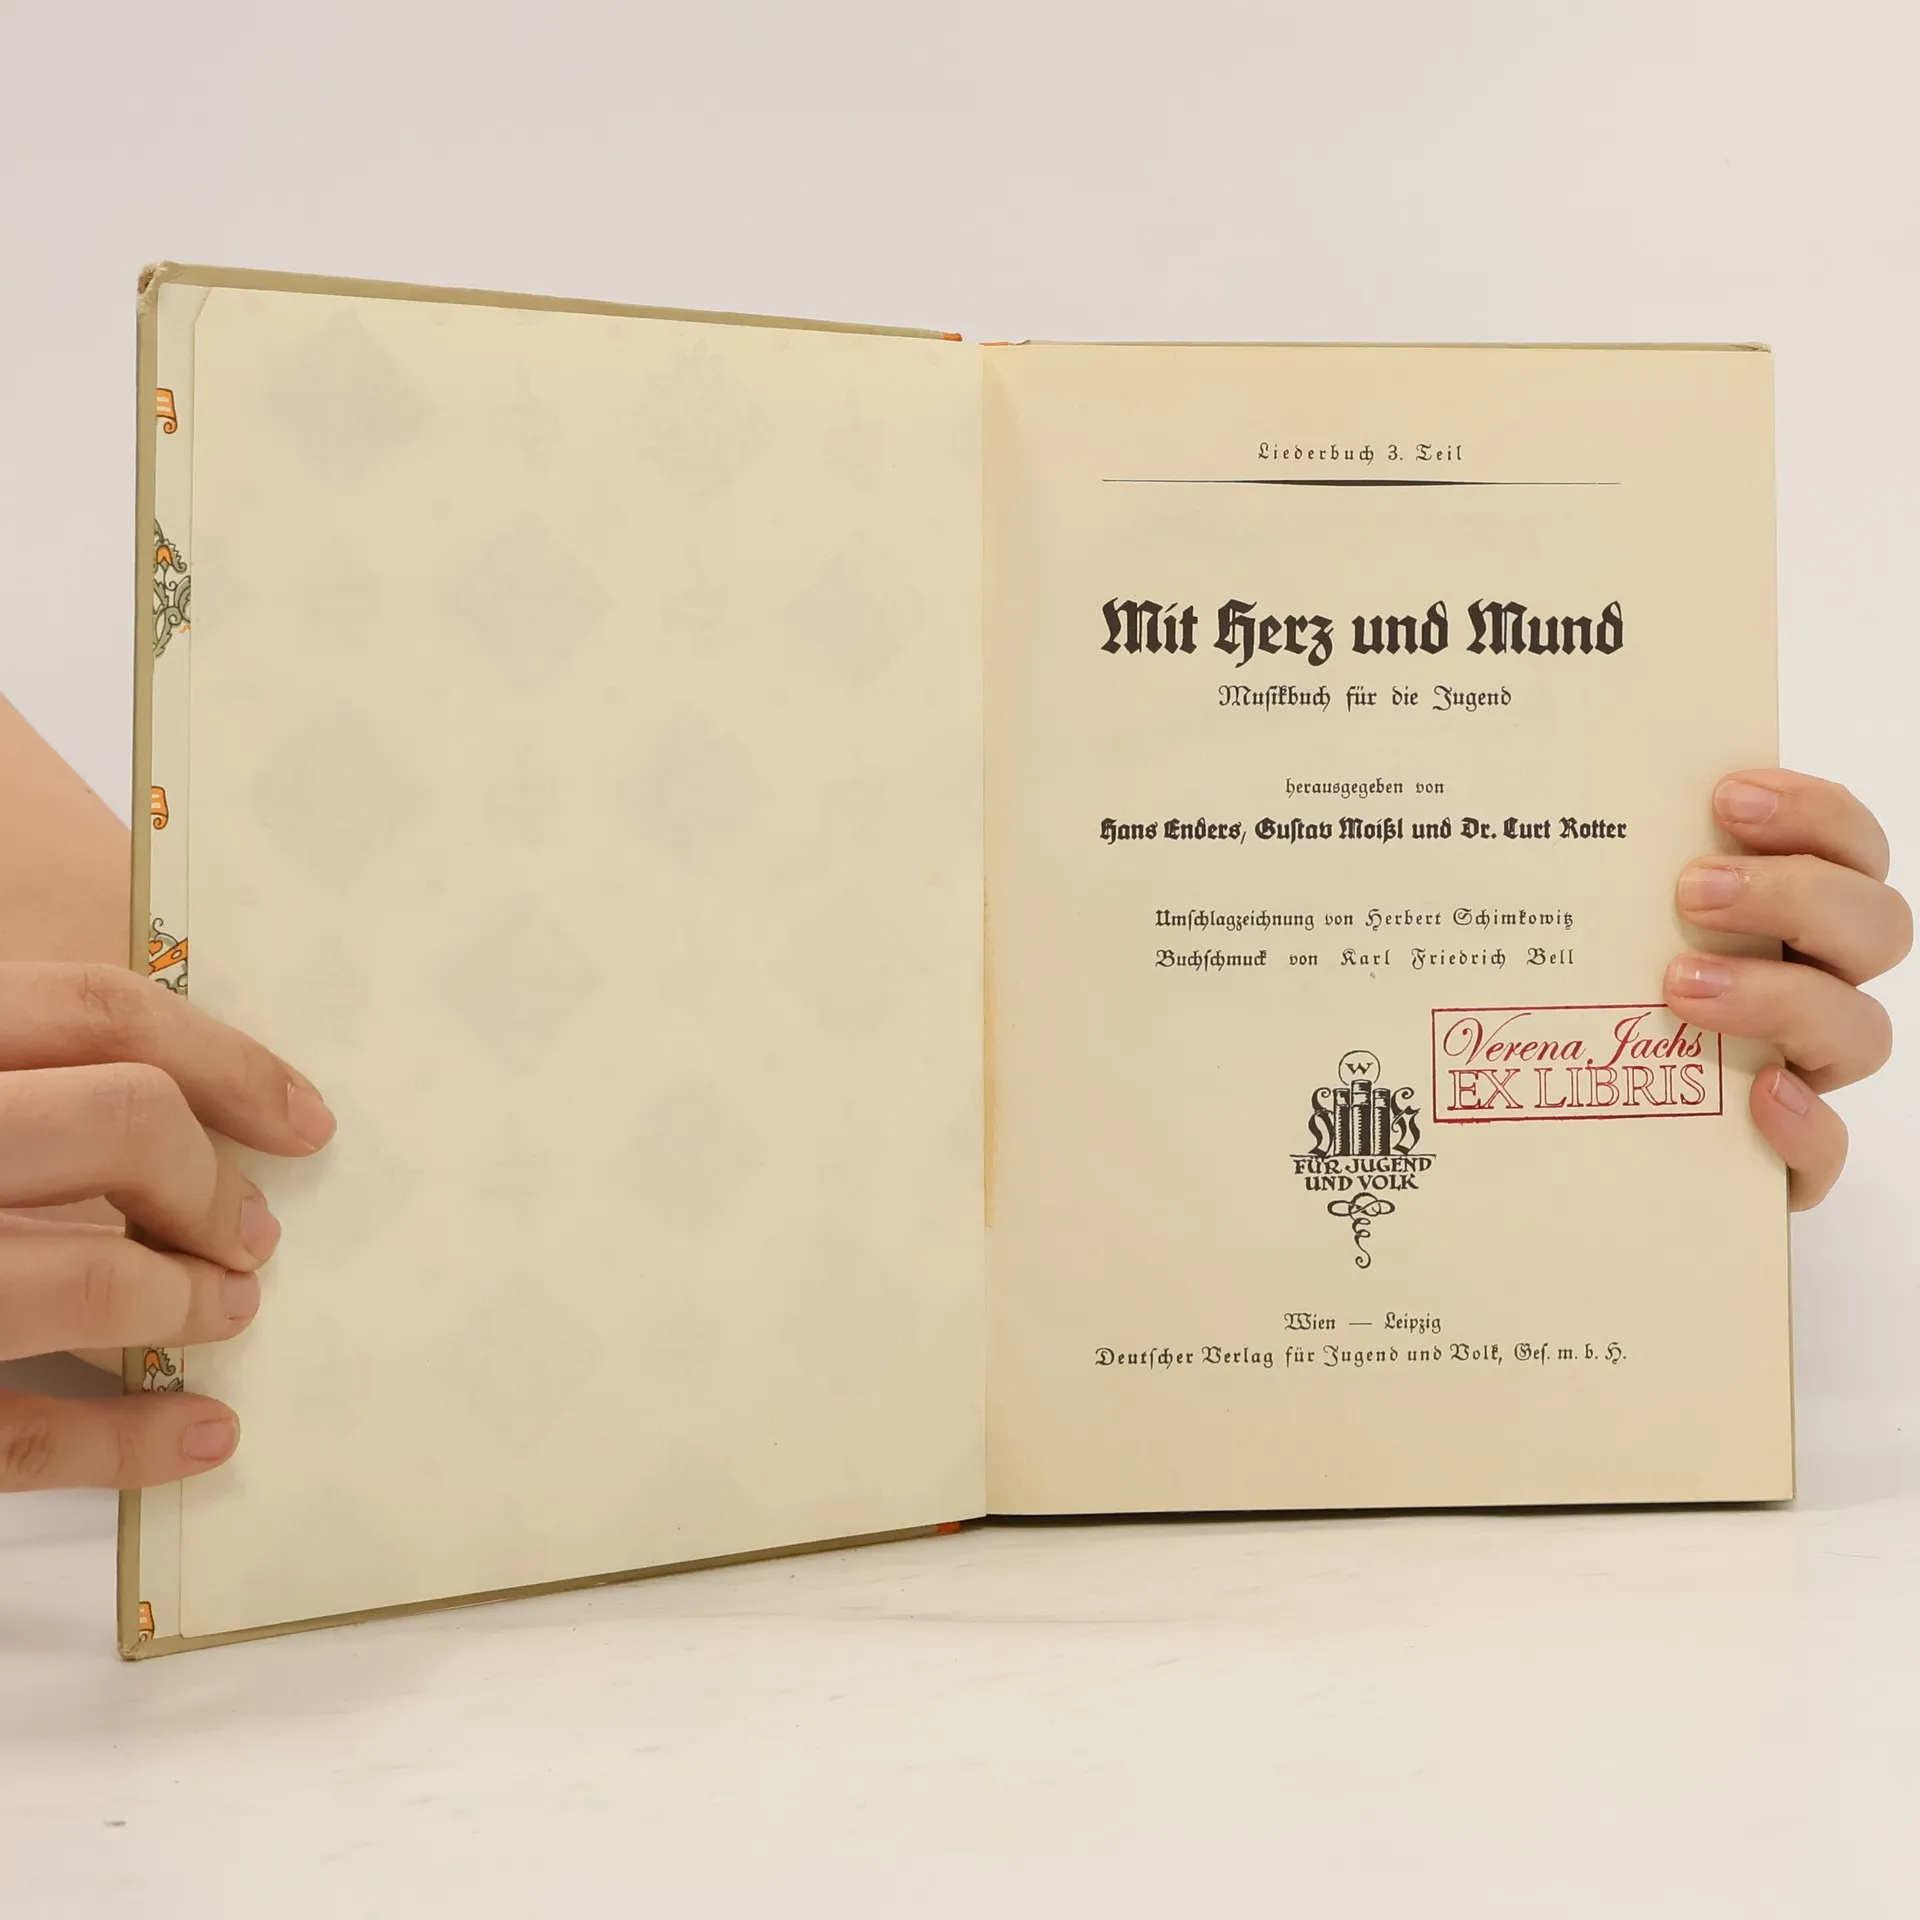 Liederbuch 3. Teil
Mit Herz und Mund
Musikbuch für die Jugend
herausgegeben von
Hans Enders, Gustav Moißl und Dr. Curt Rotter
Umschlagzeichnung von Herbert Schimkowitz
Buchschmuck von Karl Friedrich Bell
Verena Jachs
EX LIBRIS
W
D V J V
FÜR JUGEND
UND VOLK
Wien — Leipzig
Deutscher Verlag für Jugend und Volk, Ges. m. b. H.